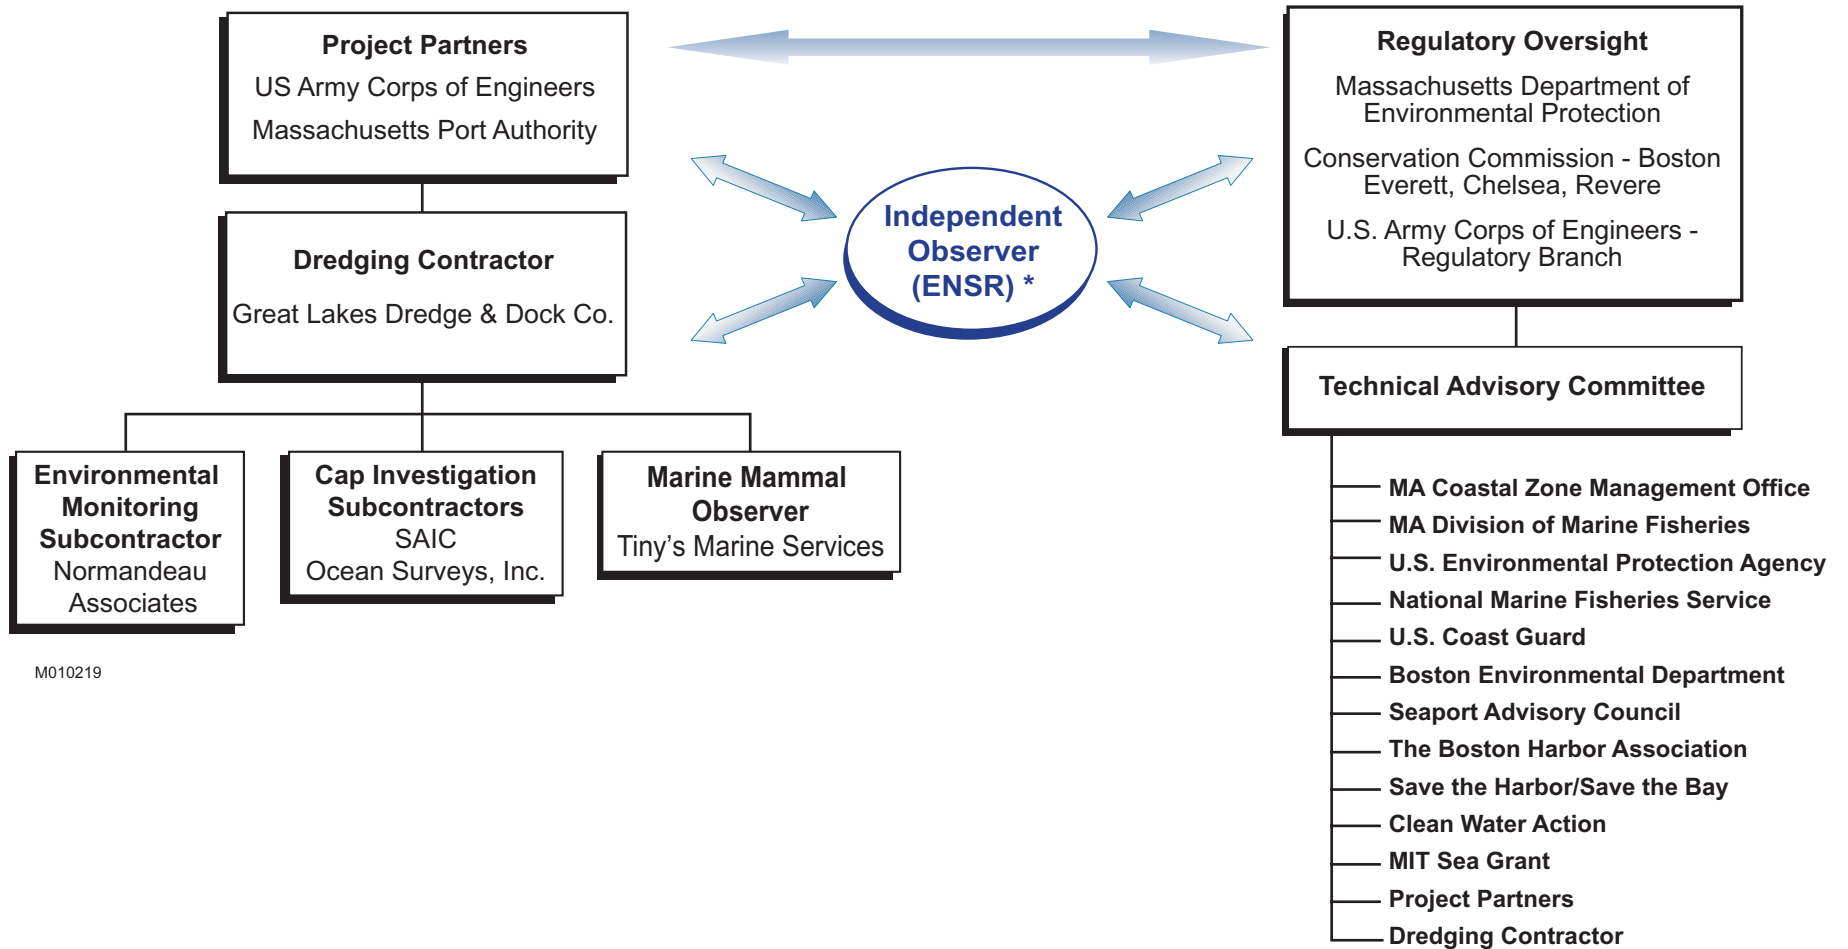 Project Partners
US Army Corps of Engineers
Massachusetts Port Authority
Regulatory Oversight
Massachusetts Department of
Environmental Protection
Conservation Commission - Boston
Everett, Chelsea, Revere
U.S. Army Corps of Engineers -
Regulatory Branch
Independent
Observer
(ENSR) *
Dredging Contractor
Great Lakes Dredge & Dock Co.
Technical Advisory Committee
Environmental
Monitoring
Subcontractor
Normandeau
Associates
Cap Investigation
Subcontractors
SAIC
Ocean Surveys, Inc.
Marine Mammal
Observer
Tiny's Marine Services
MA Coastal Zone Management Office
MA Division of Marine Fisheries
U.S. Environmental Protection Agency
National Marine Fisheries Service
U.S. Coast Guard
Boston Environmental Department
Seaport Advisory Council
The Boston Harbor Association
Save the Harbor/Save the Bay
Clean Water Action
MIT Sea Grant
Project Partners
Dredging Contractor
M010219